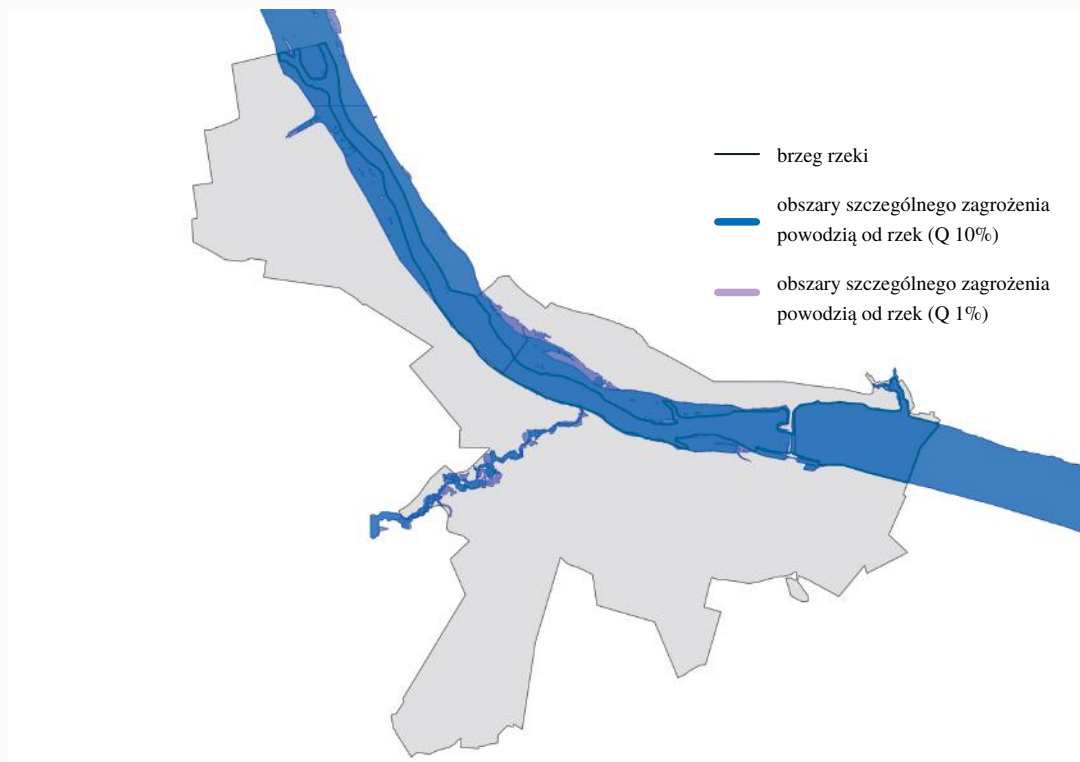 brzeg rzeki
obszary szczególnego zagrożenia
powodzią od rzek (Q 10%)
obszary szczególnego zagrożenia
powodzią od rzek (Q 1%)